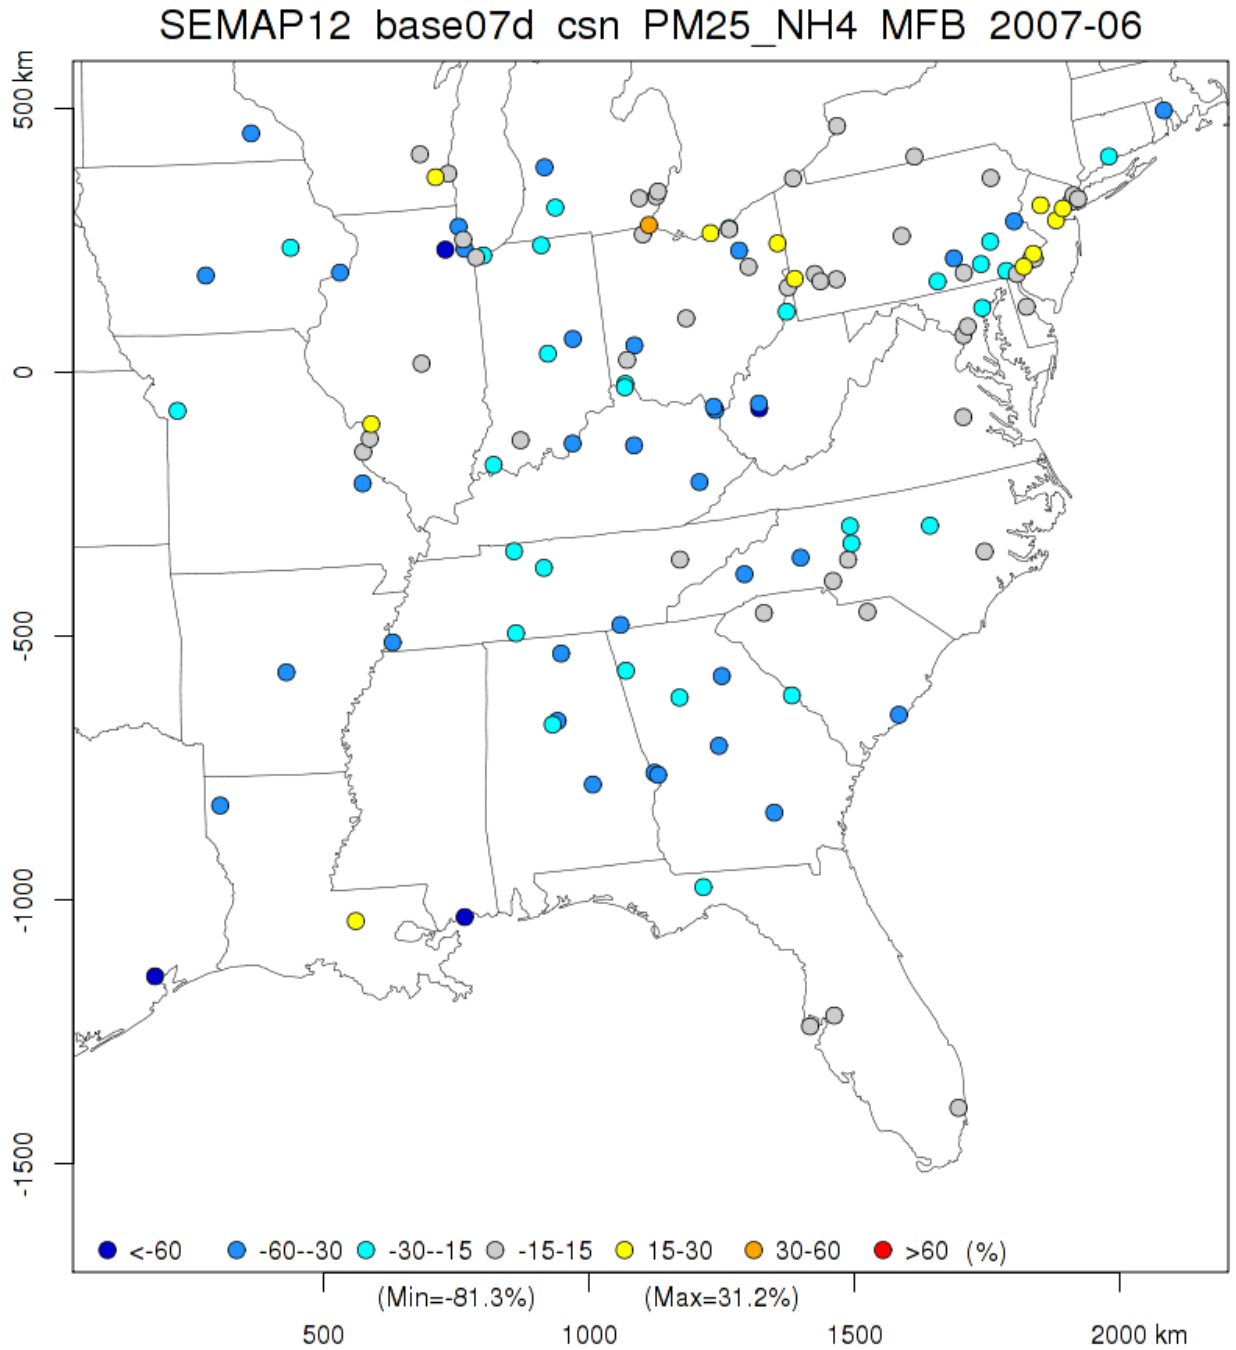 SEMAP12 base07d csn PM25_NH4 MFB 2007-06
500 km
0
-500
-1000
-1500
<-60 -60--30 -30--15 -15-15 15-30 30-60 >60 (%)
(Min=-81.3%) (Max=31.2%)
500 1000 1500 2000 km